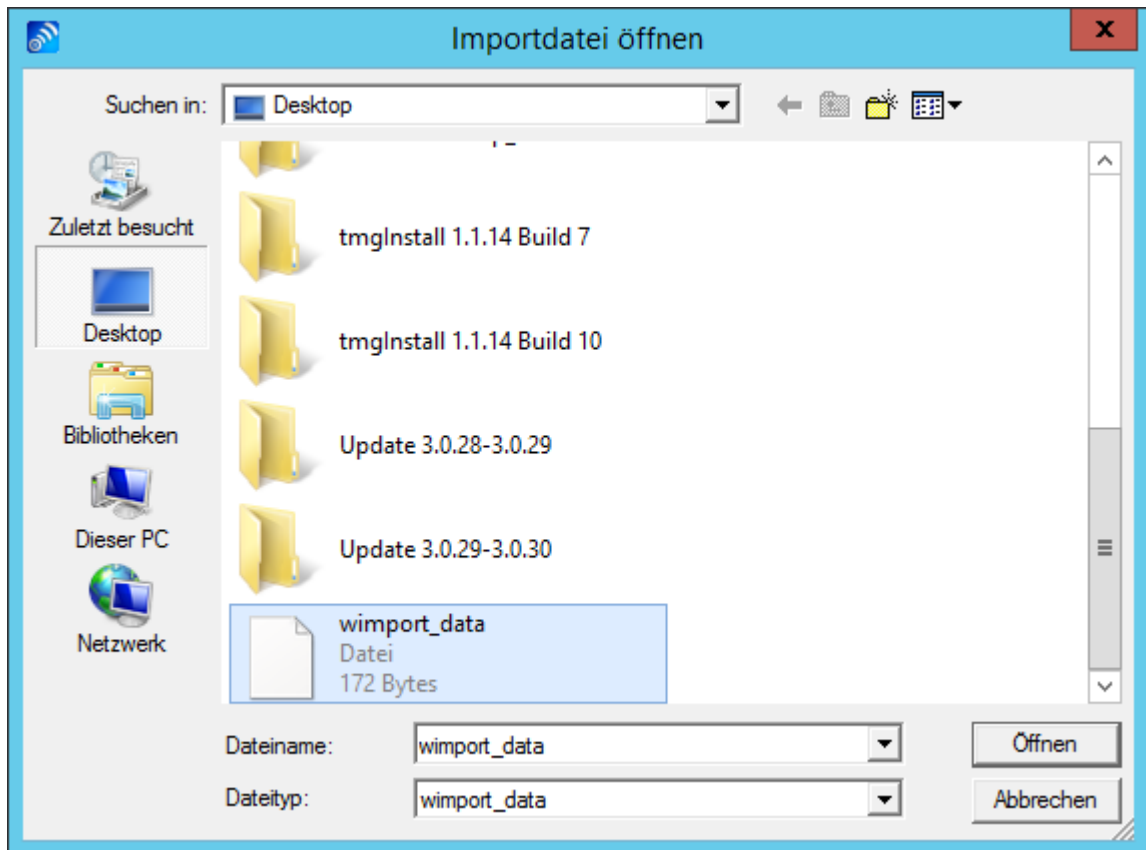 Importdatei öffnen
Suchen in:
Desktop
Zuletzt besucht
Desktop
Bibliotheken
Dieser PC
Netzwerk
tmgInstall 1.1.14 Build 7
tmgInstall 1.1.14 Build 10
Update 3.0.28-3.0.29
Update 3.0.29-3.0.30
wimport_data
Datei
172 Bytes
Dateiname:
wimport_data
Öffnen
Dateityp:
wimport_data
Abbrechen